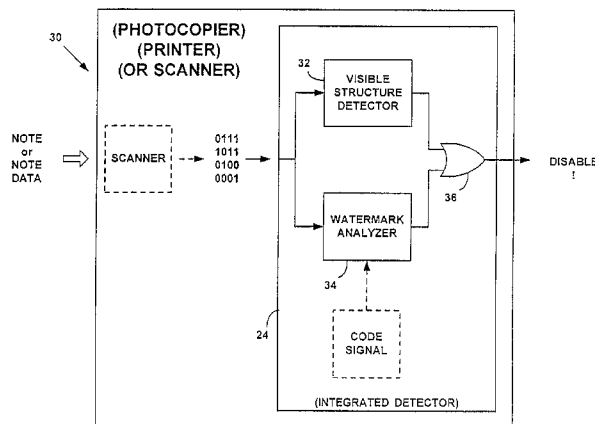 30
(PHOTOCOPIER)
(PRINTER)
(OR SCANNER)
32
VISIBLE
STRUCTURE
DETECTOR
NOTE
or
NOTE
DATA
SCANNER
0111
1011
0100
0001
36
DISABLE
!
WATERMARK
ANALYZER
34
24
CODE
SIGNAL
(INTEGRATED DETECTOR)